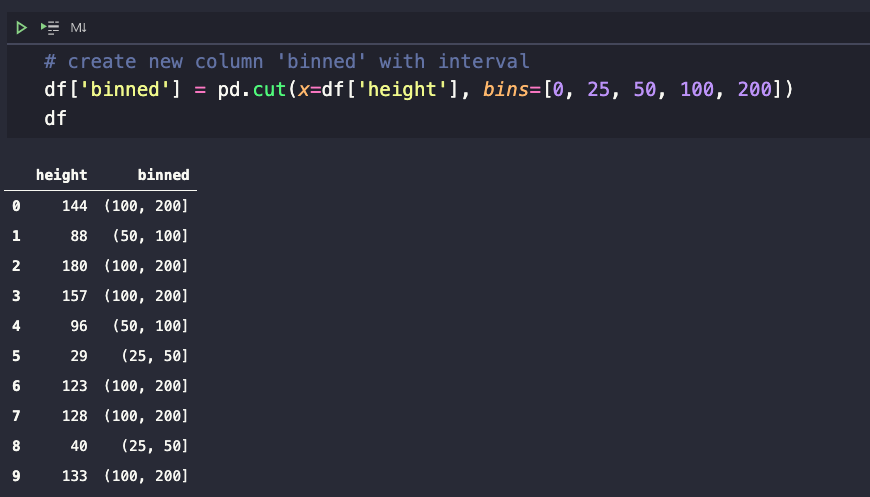 M↓
# create new column 'binned' with interval
df['binned'] = pd.cut(x=df['height'], bins=[0, 25, 50, 100, 200])
df
height binned
0 144 (100, 200]
1 88 (50, 100]
2 180 (100, 200]
3 157 (100, 200]
4 96 (50, 100]
5 29 (25, 50]
6 123 (100, 200]
7 128 (100, 200]
8 40 (25, 50]
9 133 (100, 200]